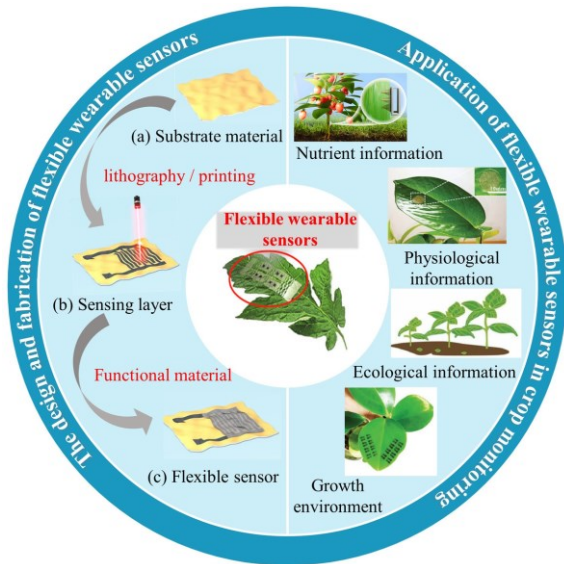 The design and fabrication of flexible wearable sensors
Application of flexible wearable sensors in crop monitoring
(a) Substrate material
lithography / printing
(b) Sensing layer
Functional material
(c) Flexible sensor
Flexible wearable
sensors
Nutrient information
Physiological
information
Ecological information
Growth
environment